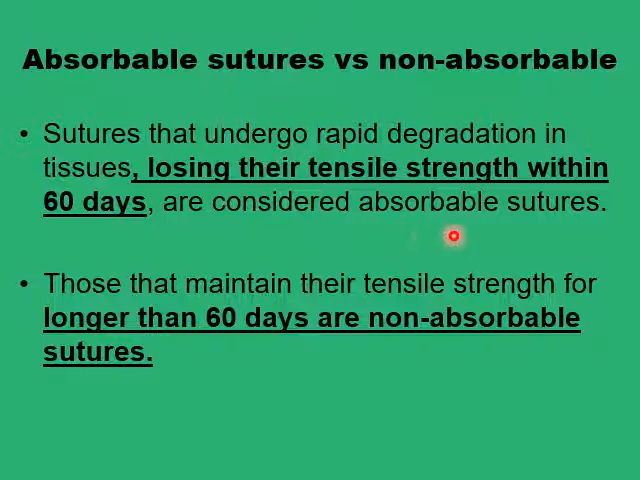 Absorbable sutures vs non-absorbable
• Sutures that undergo rapid degradation in
tissues, losing their tensile strength within
60 days, are considered absorbable sutures.
• Those that maintain their tensile strength for
longer than 60 days are non-absorbable
sutures.